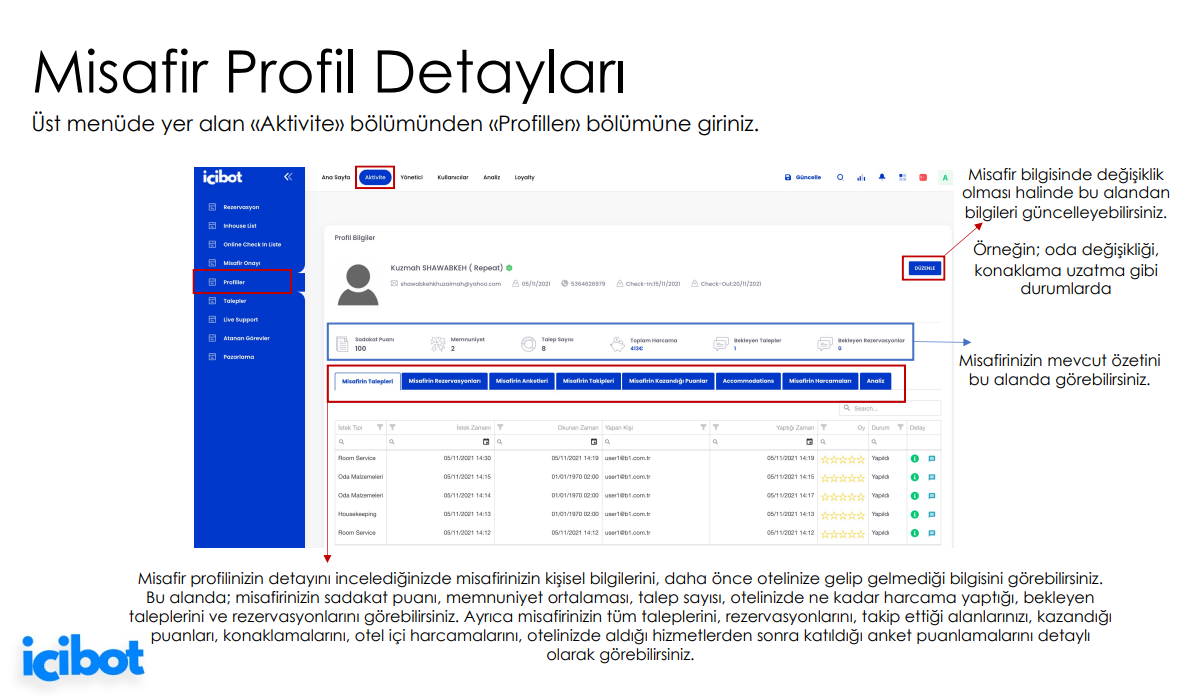 Misafir Profil Detayları
Üst menüde yer alan «Aktivite» bölümünden «Profiller» bölümüne giriniz.
icibot
Ana Sayfa Aktivite Yönetici Kullanıcılar Analiz Loyalty
Güncelle
A
Rezervasyon
Inhouse List
Online Check In Liste
Misafir Onayı
Profiller
Talepler
Live Support
Atanan Görevler
Pazarlama
Profil Bilgiler
DÜZENLE
Kuzmah SHAWABKEH ( Repeat)
shawabkehkhuzaimah@yahoo.com 05/11/2021 5364626979 Check-In:15/11/2021 Check-Out:20/11/2021
Sadakat Puanı Memnuniyet Talep Sayısı Toplam Harcama Bekleyen Talepler Bekleyen Rezervasyonlar
100 2 8 413€ 1 0
Misafirin Talepleri Misafirin Rezervasyonları Misafirin Anketleri Misafirin Takipleri Misafirin Kazandığı Puanlar Accommodations Misafirin Harcamaları Analiz
Search...
İstek Tipi İstek Zamanı Okunan Zaman Yapan Kişi Yaptığı Zaman Oy Durum Detay
Room Service 05/11/2021 14:30 05/11/2021 14:19 user1@b1.com.tr 05/11/2021 14:19 Yapıldı
Oda Malzemeleri 05/11/2021 14:15 01/01/1970 02:00 user1@b1.com.tr 05/11/2021 14:15 Yapıldı
Oda Malzemeleri 05/11/2021 14:14 01/01/1970 02:00 user1@b1.com.tr 05/11/2021 14:17 Yapıldı
Housekeeping 05/11/2021 14:13 01/01/1970 02:00 user1@b1.com.tr 05/11/2021 14:13 Yapıldı
Room Service 05/11/2021 14:12 05/11/2021 14:12 user1@b1.com.tr 05/11/2021 14:12 Yapıldı
Misafir bilgisinde değişiklik
olması halinde bu alandan
bilgileri güncelleyebilirsiniz.
Örneğin; oda değişikliği,
konaklama uzatma gibi
durumlarda
Misafirinizin mevcut özetini
bu alanda görebilirsiniz.
Misafir profilinizin detayını incelediğinizde misafirinizin kişisel bilgilerini, daha önce otelinize gelip gelmediği bilgisini görebilirsiniz.
Bu alanda; misafirinizin sadakat puanı, memnuniyet ortalaması, talep sayısı, otelinizde ne kadar harcama yaptığı, bekleyen
taleplerini ve rezervasyonlarını görebilirsiniz. Ayrıca misafirinizin tüm taleplerini, rezervasyonlarını, takip ettiği alanlarınızı, kazandığı
puanları, konaklamalarını, otel içi harcamalarını, otelinizde aldığı hizmetlerden sonra katıldığı anket puanlamalarını detaylı
olarak görebilirsiniz.
icibot